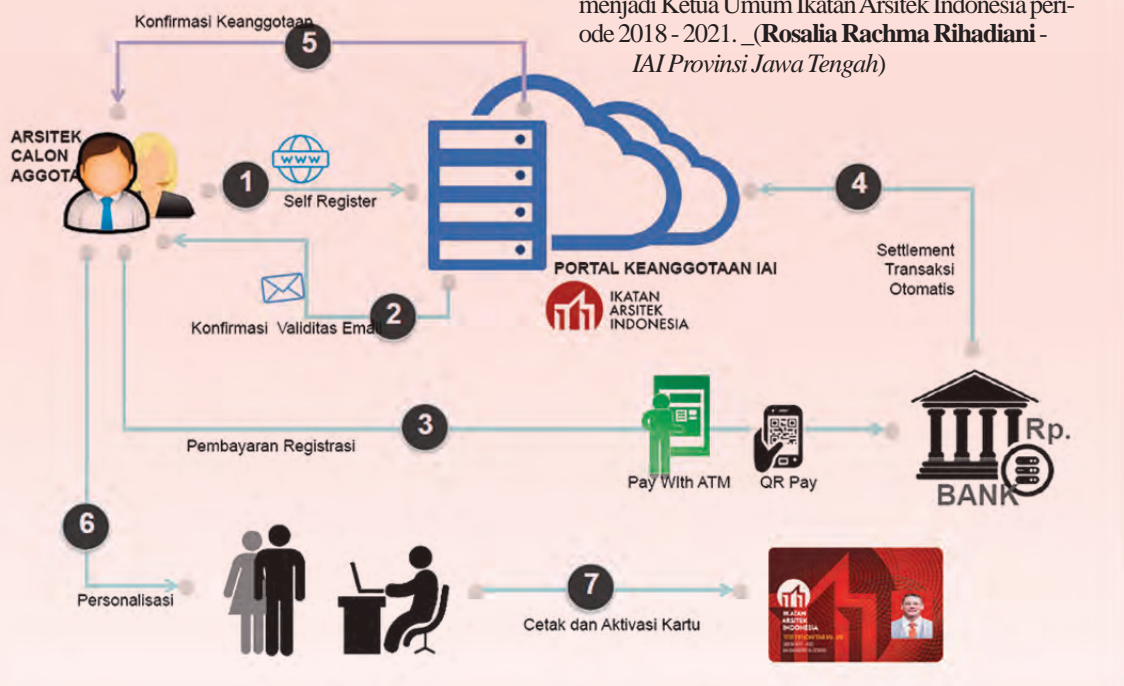 menjadi Ketua Umum Ikatan Arsitek Indonesia peri-
ode 2018 - 2021. _(Rosalia Rachma Rihadiani -
IAI Provinsi Jawa Tengah)
Konfirmasi Keanggotaan
5
ARSITEK
CALON
AGGOTA
1
WWW
Self Register
4
Settlement
Transaksi
Otomatis
PORTAL KEANGGOTAAN IAI
IKATAN
ARSITEK
INDONESIA
2
Konfirmasi Validitas Email
3
Pembayaran Registrasi
Pay WIth ATM
QR Pay
Rp.
BANK
6
Personalisasi
7
Cetak dan Aktivasi Kartu
IKATAN
ARSITEK
INDONESIA